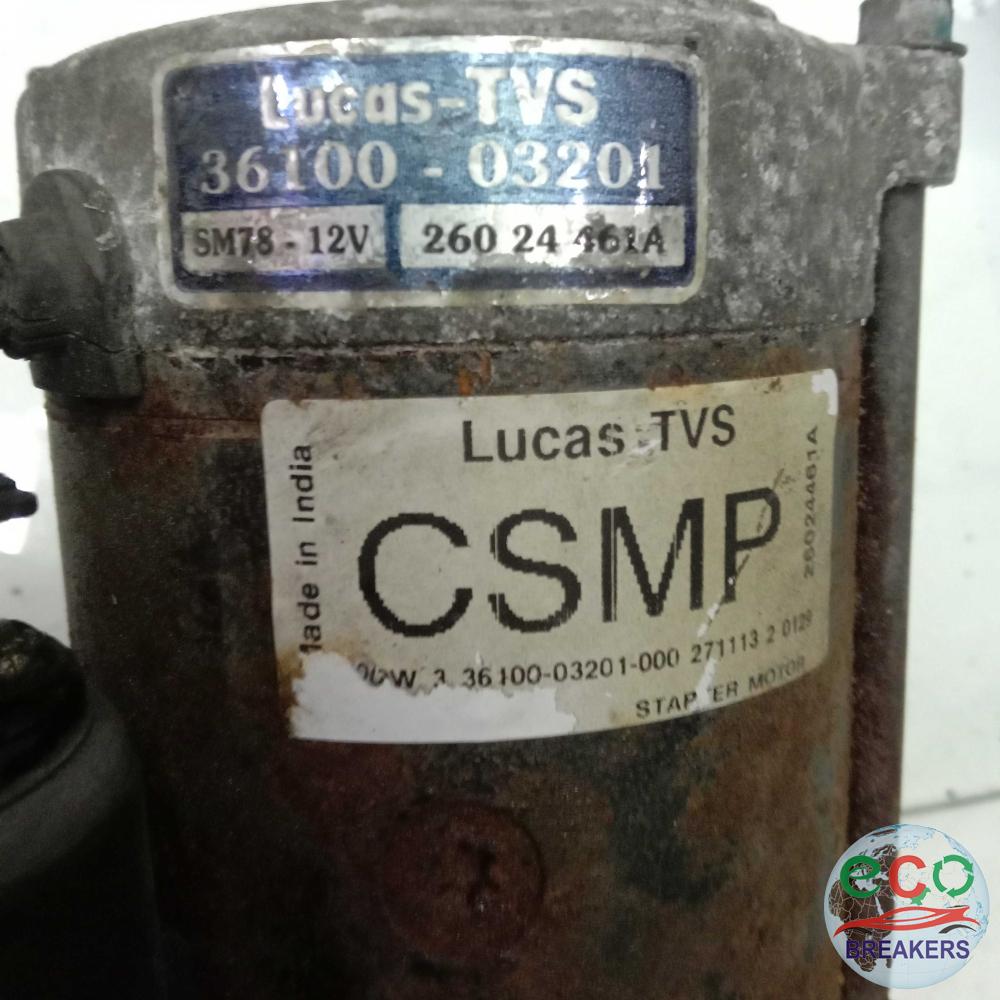 Lucas-TVS
36100 - 03201
SM78 - 12V
260 24 461A
Made in India
Lucas-TVS
CSMP
26024461A
3 36100-03201-000 271113 2 0129
STARTER MOTOR
eco
BREAKERS